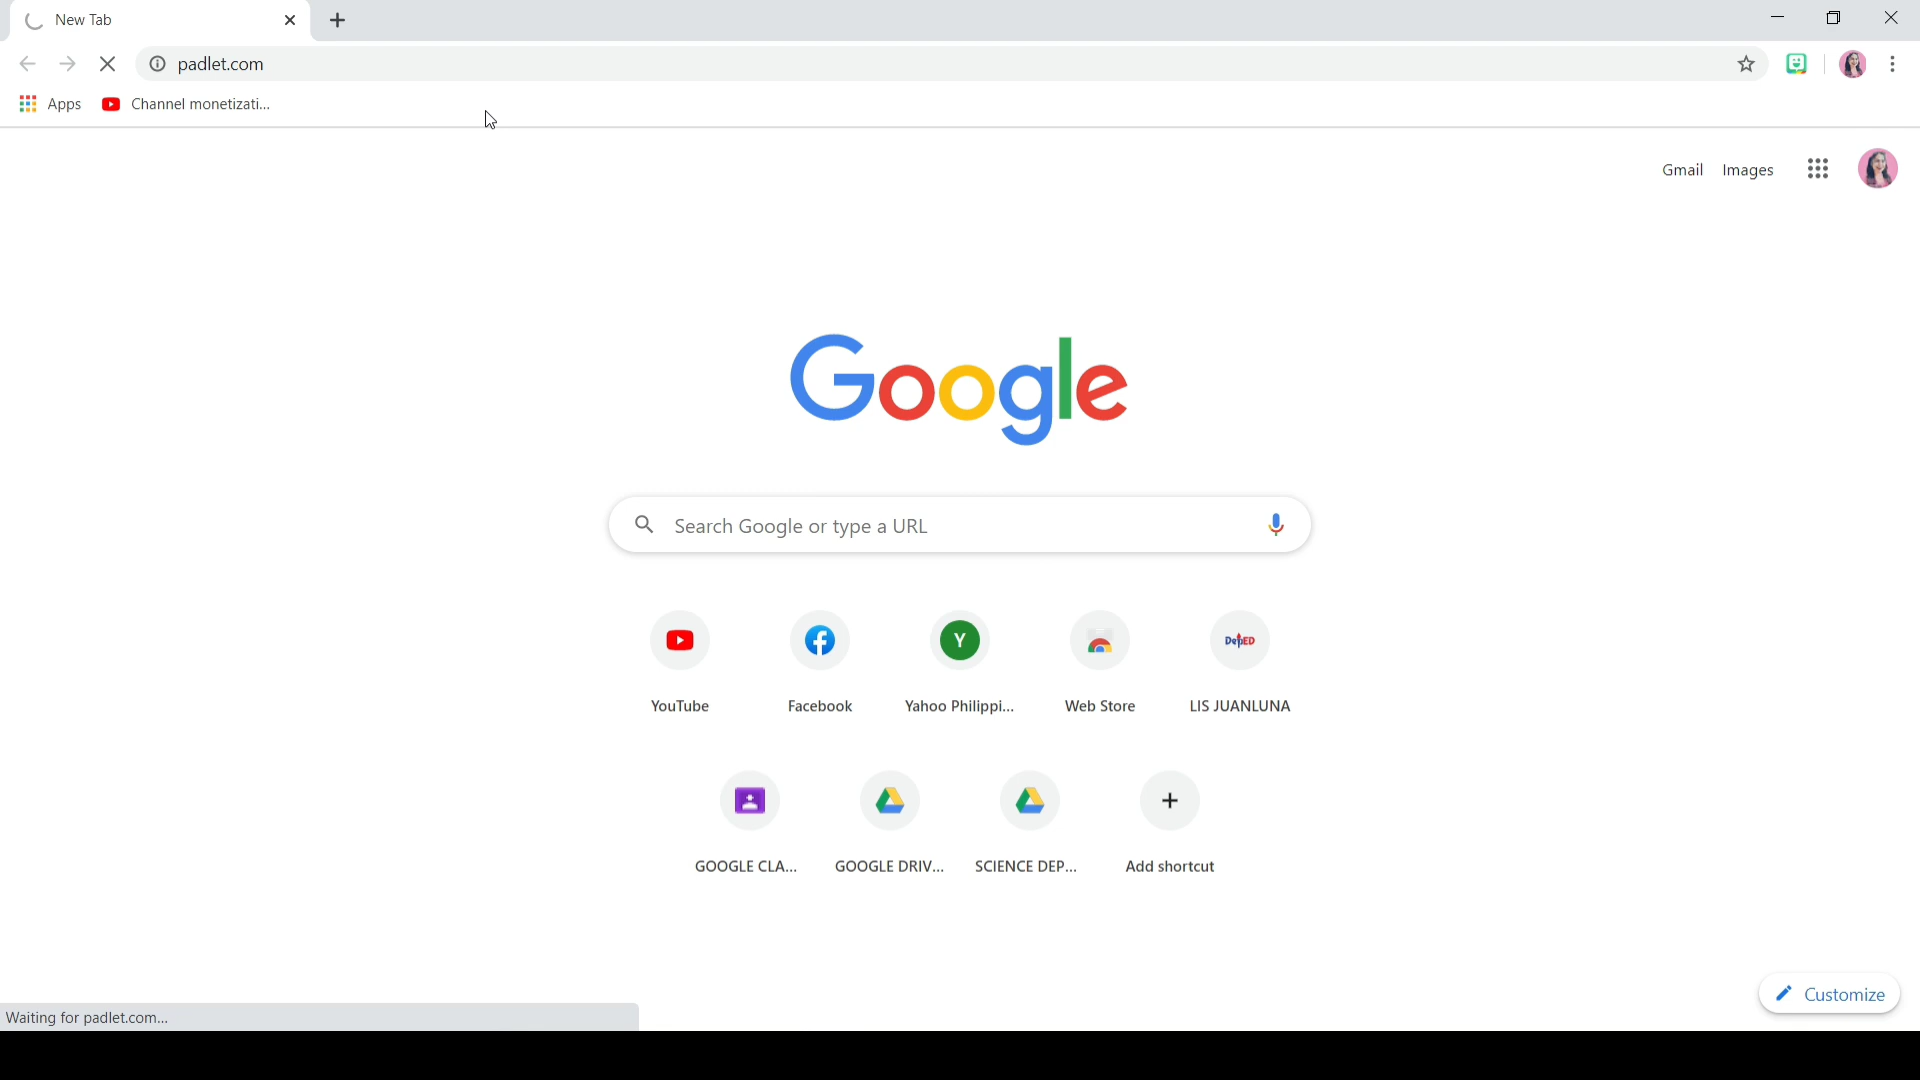 New Tab
padlet.com
Apps
Channel monetizati...
Gmail Images
Google
Search Google or type a URL
Y
DepED
YouTube
Facebook
Yahoo Philippi...
Web Store
LIS JUANLUNA
GOOGLE CLA...
GOOGLE DRIV...
SCIENCE DEP...
Add shortcut
Customize
Waiting for padlet.com...